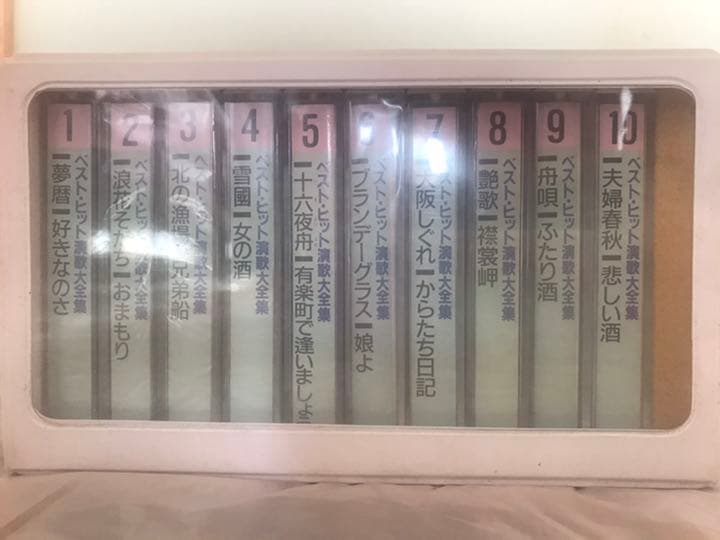 1
ベスト・ヒット演歌大全集
夢暦
好きなのさ
2
ベスト・ヒット演歌大全集
浪花そだち
おまもり
3
ベスト・ヒット演歌大全集
北の漁場
兄弟船
4
ベスト・ヒット演歌大全集
雪國
女の酒
5
ベスト・ヒット演歌大全集
十六夜舟
有楽町で逢いましょう
6
ベスト・ヒット演歌大全集
ブランデーグラス
娘よ
7
ベスト・ヒット演歌大全集
大阪しぐれ
からたち日記
8
ベスト・ヒット演歌大全集
艶歌
襟裳岬
9
ベスト・ヒット演歌大全集
舟唄
ふたり酒
10
ベスト・ヒット演歌大全集
夫婦春秋
悲しい酒